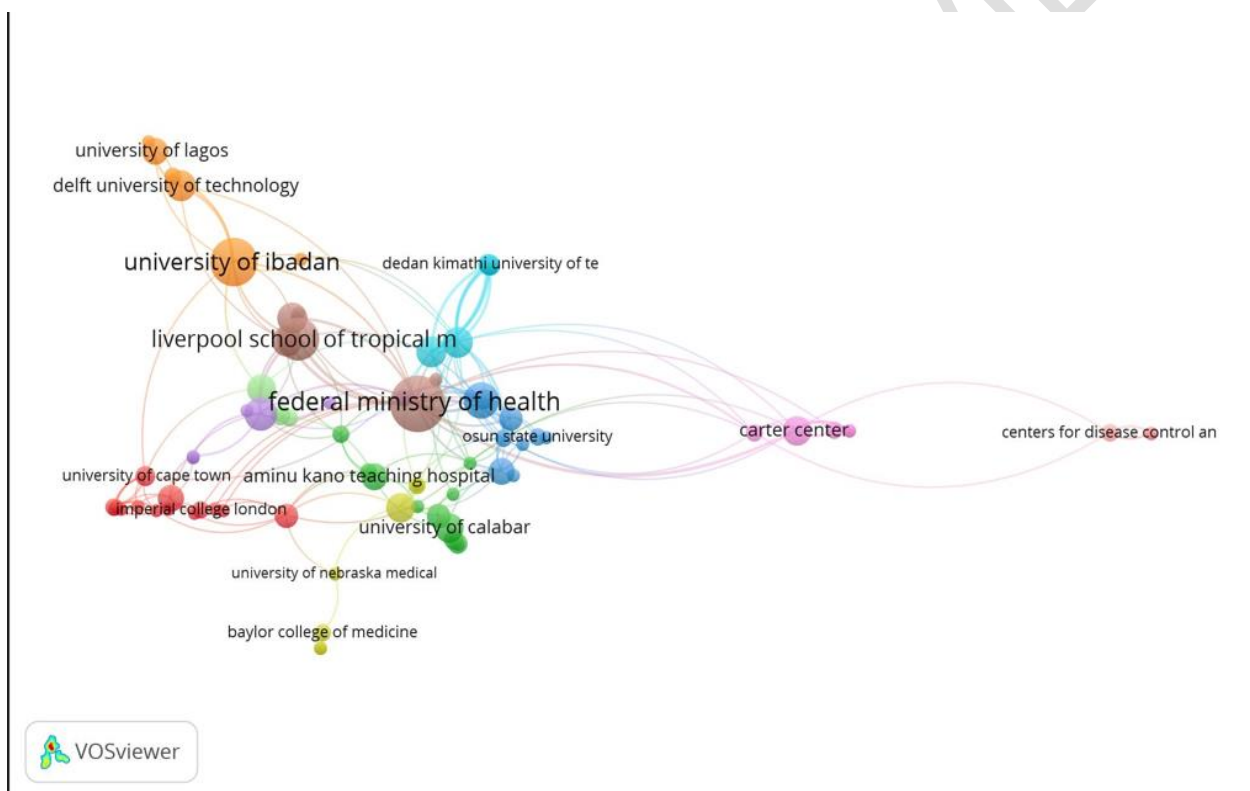 university of lagos
delft university of technology
university of ibadan
dedan kimathi university of te
liverpool school of tropical m
federal ministry of health
carter center
centers for disease control an
osun state university
university of cape town
aminu kano teaching hospital
imperial college london
university of calabar
university of nebraska medical
baylor college of medicine
VOSviewer